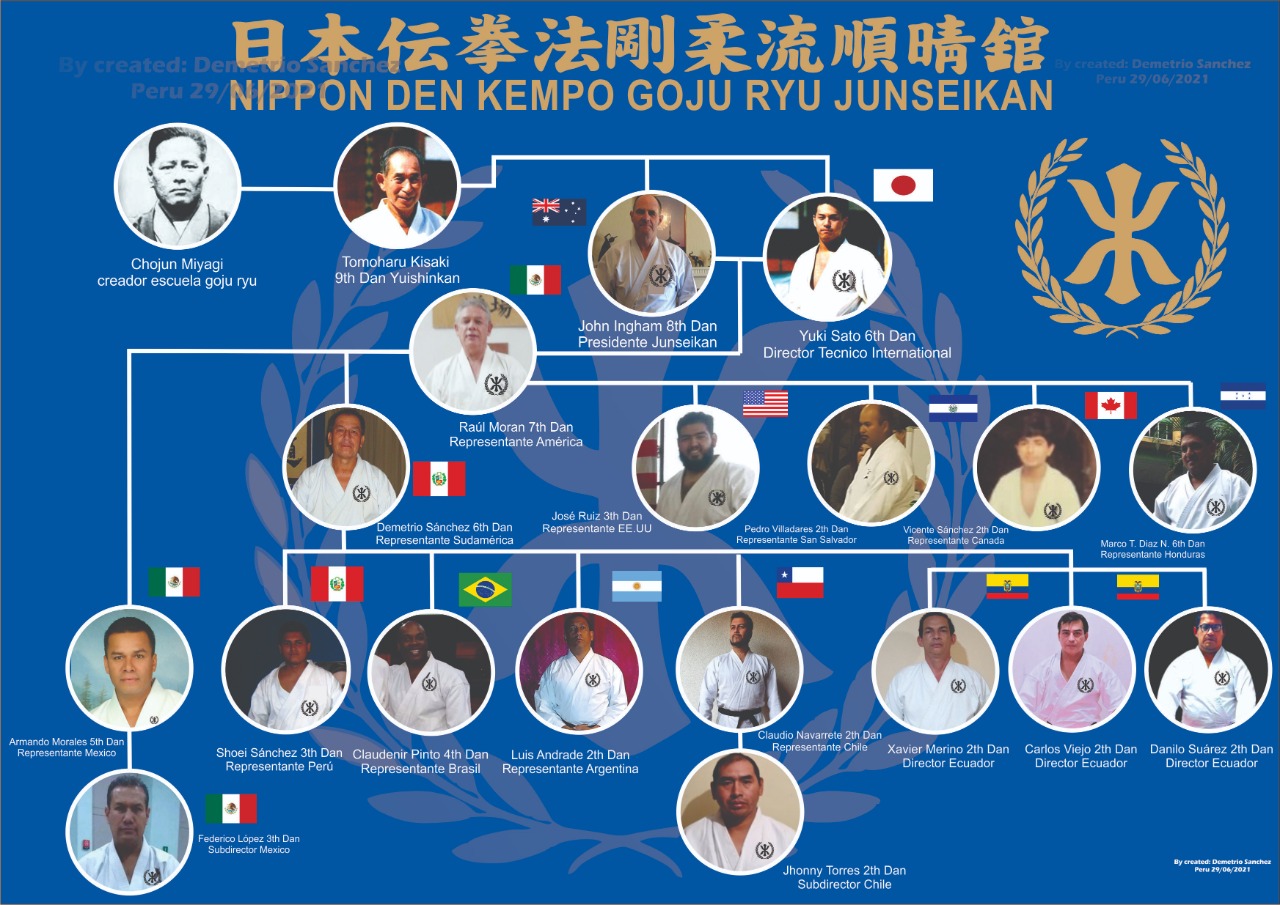 日本伝拳法剛柔流順晴舘
By created: Demetrio Sanchez
Peru 29/06/2021
By created: Demetrio Sanchez
Peru 29/06/2021
NIPPON DEN KEMPO GOJU RYU JUNSEIKAN
Chojun Miyagi
creador escuela goju ryu
Tomoharu Kisaki
9th Dan Yuishinkan
John Ingham 8th Dan
Presidente Junseikan
Yuki Sato 6th Dan
Director Tecnico International
Raúl Moran 7th Dan
Representante América
Demetrio Sánchez 6th Dan
Representante Sudamérica
José Ruiz 3th Dan
Representante EE.UU
Pedro Villadares 2th Dan
Representante San Salvador
Vicente Sánchez 2th Dan
Representante Canada
Marco T. Diaz N. 6th Dan
Representante Honduras
Armando Morales 5th Dan
Representante Mexico
Shoei Sánchez 3th Dan
Representante Perú
Claudenir Pinto 4th Dan
Representante Brasil
Luis Andrade 2th Dan
Representante Argentina
Claudio Navarrete 2th Dan
Representante Chile
Xavier Merino 2th Dan
Director Ecuador
Carlos Viejo 2th Dan
Director Ecuador
Danilo Suárez 2th Dan
Director Ecuador
Federico López 3th Dan
Subdirector Mexico
Jhonny Torres 2th Dan
Subdirector Chile
By created: Demetrio Sanchez
Peru 29/06/2021